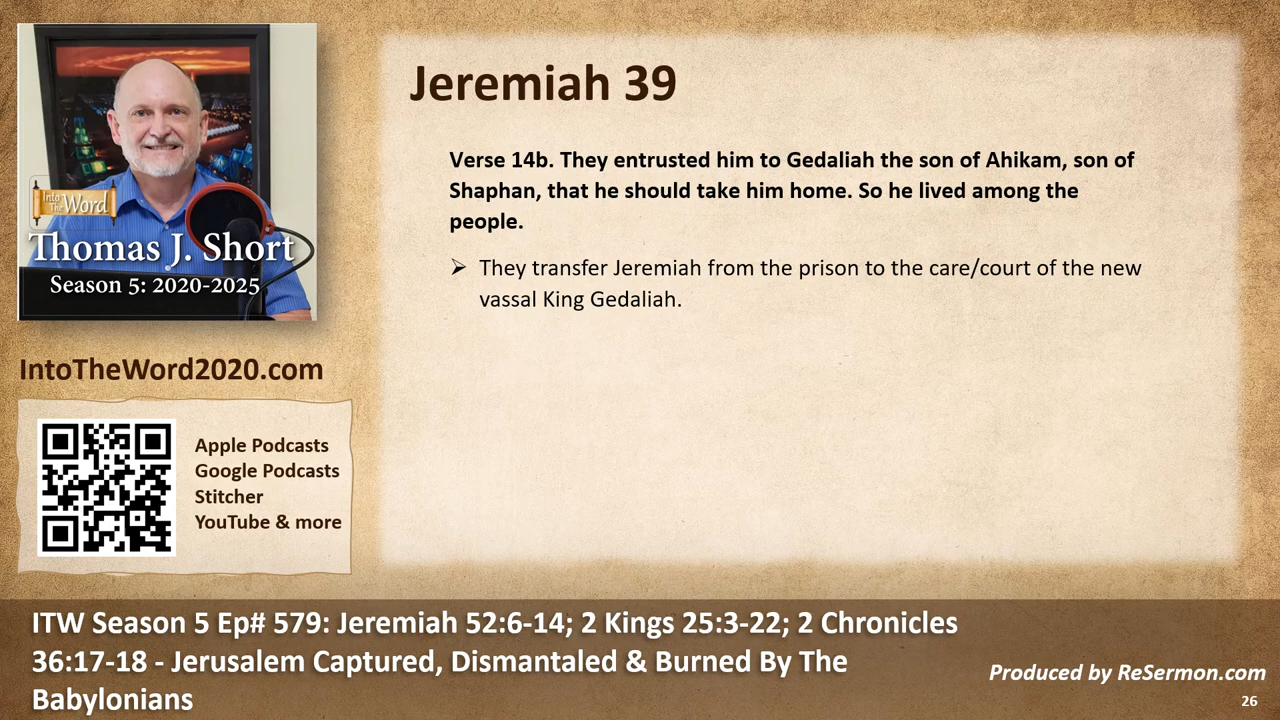 Into
The Word
Thomas J. Short
Season 5: 2020-2025
IntoTheWord2020.com
Apple Podcasts
Google Podcasts
Stitcher
YouTube & more
Jeremiah 39
Verse 14b. They entrusted him to Gedaliah the son of Ahikam, son of
Shaphan, that he should take him home. So he lived among the
people.
➢ They transfer Jeremiah from the prison to the care/court of the new
vassal King Gedaliah.
ITW Season 5 Ep# 579: Jeremiah 52:6-14; 2 Kings 25:3-22; 2 Chronicles
36:17-18 - Jerusalem Captured, Dismantaled & Burned By The
Babylonians
Produced by ReSermon.com
26